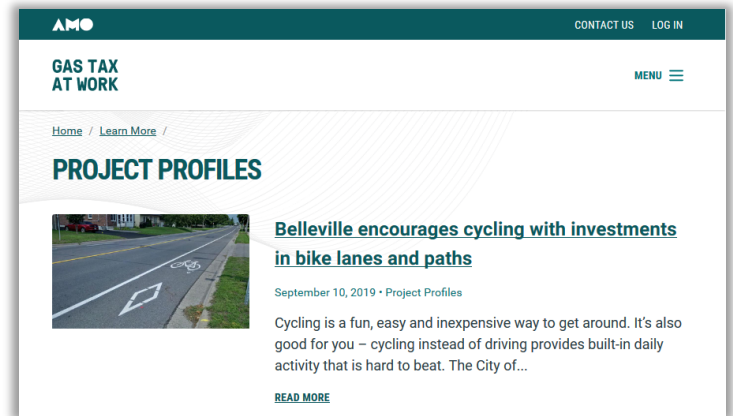 AMO
CONTACT US LOG IN
GAS TAX
AT WORK
MENU
Home / Learn More /
PROJECT PROFILES
Belleville encourages cycling with investments
in bike lanes and paths
September 10, 2019 • Project Profiles
Cycling is a fun, easy and inexpensive way to get around. It’s also
good for you – cycling instead of driving provides built-in daily
activity that is hard to beat. The City of...
READ MORE